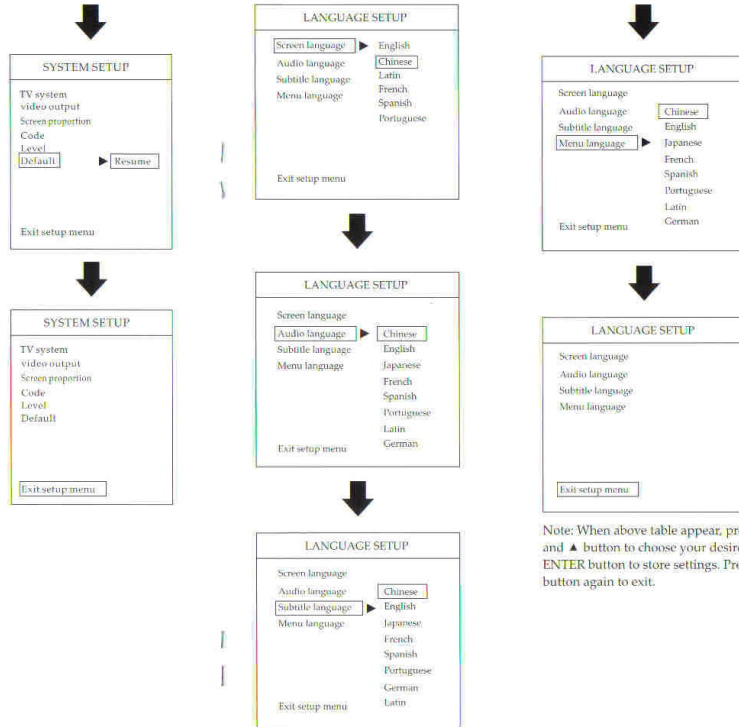 SYSTEM SETUP
TV system
video output
Screen proportion
Code
Level
Default ▶ Resume
Exit setup menu
SYSTEM SETUP
TV system
video output
Screen proportion
Code
Level
Default
Exit setup menu
LANGUAGE SETUP
Screen language ▶ English
Audio language Chinese
Subtitle language Latin
Menu language French
Spanish
Portuguese
Exit setup menu
LANGUAGE SETUP
Screen language
Audio language ▶ Chinese
Subtitle language English
Menu language Japanese
French
Spanish
Portuguese
Latin
Exit setup menu German
LANGUAGE SETUP
Screen language
Audio language Chinese
Subtitle language ▶ English
Menu language Japanese
French
Spanish
Portuguese
German
Exit setup menu Latin
LANGUAGE SETUP
Screen language
Audio language Chinese
Subtitle language English
Menu language ▶ Japanese
French
Spanish
Portuguese
Latin
Exit setup menu German
LANGUAGE SETUP
Screen language
Audio language
Subtitle language
Menu language
Exit setup menu
Note: When above table appear, pr
and ▲ button to choose your desire
ENTER button to store settings. Pre
button again to exit.